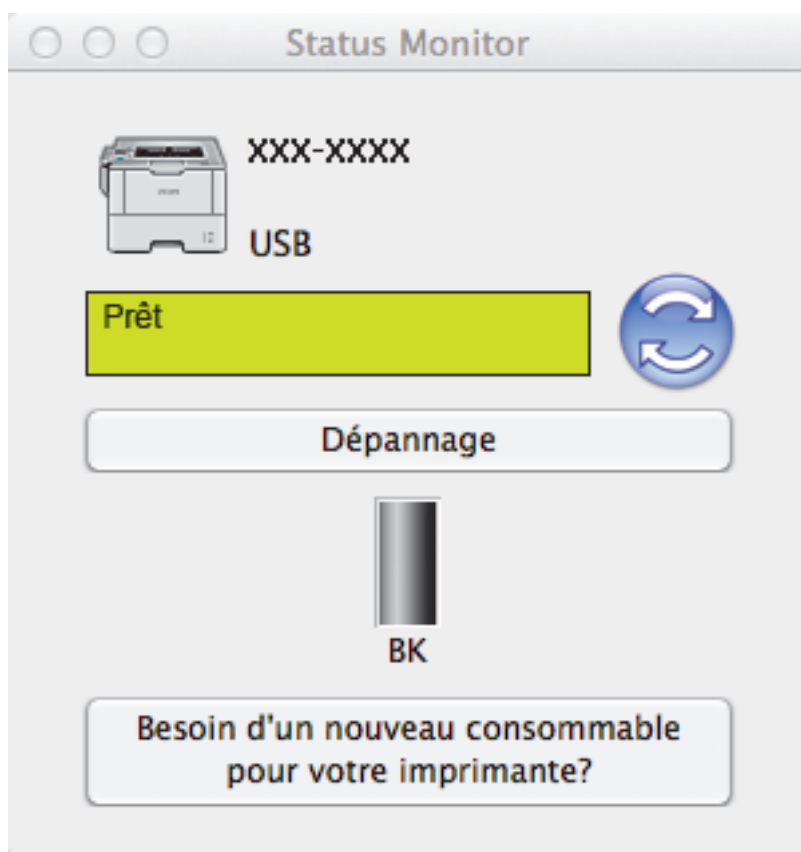 Status Monitor
XXX-XXXX
USB
Prêt
Dépannage
BK
Besoin d'un nouveau consommable
pour votre imprimante?